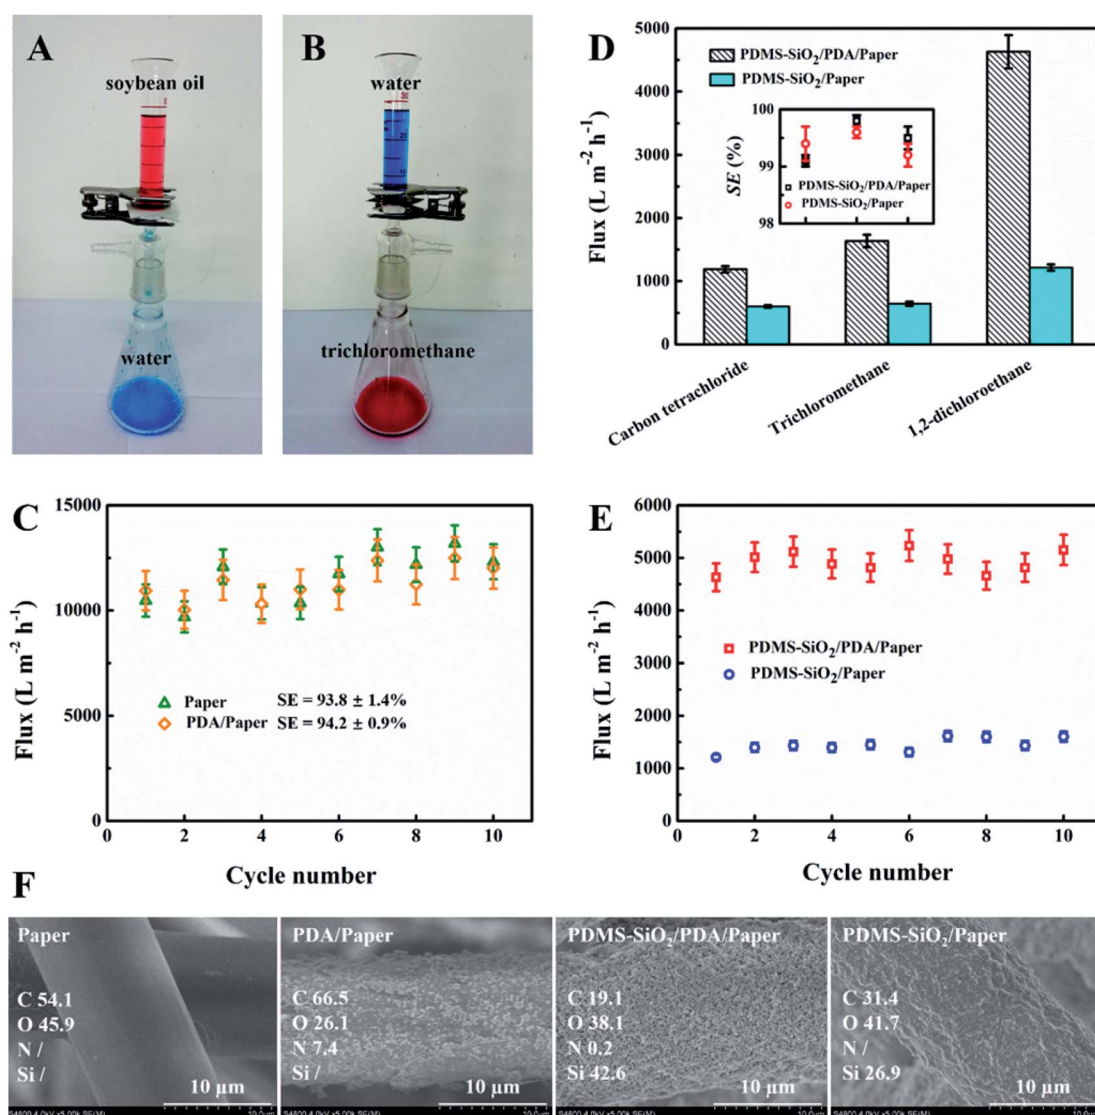 A
soybean oil
water
B
water
30
trichloromethane
D
PDMS-SiO₂/PDA/Paper
PDMS-SiO₂/Paper
5000
4000
3000
2000
1000
0
Flux (L m⁻² h⁻¹)
100
99
98
SE (%)
PDMS-SiO₂/PDA/Paper
PDMS-SiO₂/Paper
Carbon tetrachloride
Trichloromethane
1,2-dichloroethane
C
15000
10000
5000
0
Flux (L m⁻² h⁻¹)
Paper SE = 93.8 ± 1.4%
PDA/Paper SE = 94.2 ± 0.9%
0 2 4 6 8 10
Cycle number
E
6000
5000
4000
3000
2000
1000
0
Flux (L m⁻² h⁻¹)
PDMS-SiO₂/PDA/Paper
PDMS-SiO₂/Paper
0 2 4 6 8 10
Cycle number
F
Paper
C 54.1
O 45.9
N /
Si /
10 µm
PDA/Paper
C 66.5
O 26.1
N 7.4
Si /
10 µm
PDMS-SiO₂/PDA/Paper
C 19.1
O 38.1
N 0.2
Si 42.6
10 µm
PDMS-SiO₂/Paper
C 31.4
O 41.7
N /
Si 26.9
10 µm